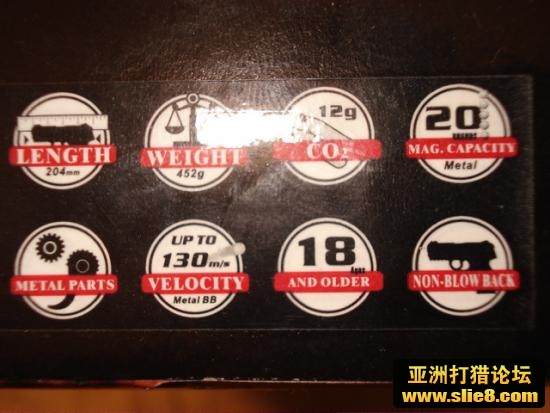 LENGTH
204mm
WEIGHT
452g
12g
CO₂
20
ROUNDS
MAG. CAPACITY
Metal
METAL PARTS
UP TO
130 m/s
VELOCITY
Metal BB
18
Ages
AND OLDER
NON-BLOW BACK
亚洲打猎论坛
www.slie8.com